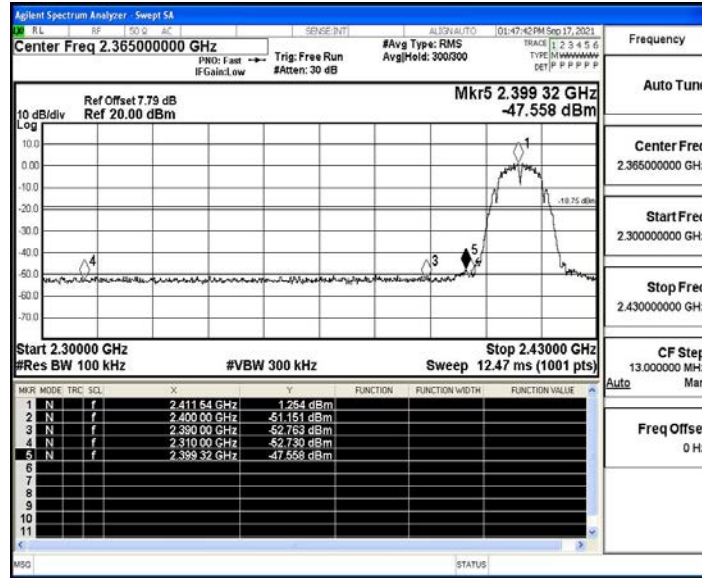 Agilent Spectrum Analyzer - Swept SA
RL RF 50 Ω AC SENSE:INT ALIGNAUTO 01:47:42 PM Sep 17, 2021
Center Freq 2.365000000 GHz
PNO: Fast
IFGain:Low
Trig: Free Run
#Atten: 30 dB
#Avg Type: RMS
Avg|Hold: 300/300
TRACE 1 2 3 4 5 6
TYPE M
DET P P P P P P
Frequency
Ref Offset 7.79 dB
10 dB/div Ref 20.00 dBm
Log
Mkr5 2.399 32 GHz
-47.558 dBm
10.0
0.00
-10.0
-20.0
-30.0
-40.0
-50.0
-60.0
-70.0
1
5
3
4
-18.75 dBm
Start 2.30000 GHz Stop 2.43000 GHz
#Res BW 100 kHz #VBW 300 kHz Sweep 12.47 ms (1001 pts)
MKR MODE TRC SCL X Y FUNCTION FUNCTION WIDTH FUNCTION VALUE
1 N f 2.411 54 GHz 1.254 dBm
2 N f 2.400 00 GHz -51.151 dBm
3 N f 2.390 00 GHz -52.763 dBm
4 N f 2.310 00 GHz -52.730 dBm
5 N f 2.399 32 GHz -47.558 dBm
6
7
8
9
10
11
MSG STATUS
Auto Tune
Center Freq
2.365000000 GHz
Start Freq
2.300000000 GHz
Stop Freq
2.430000000 GHz
CF Step
13.000000 MHz
Auto Man
Freq Offset
0 Hz